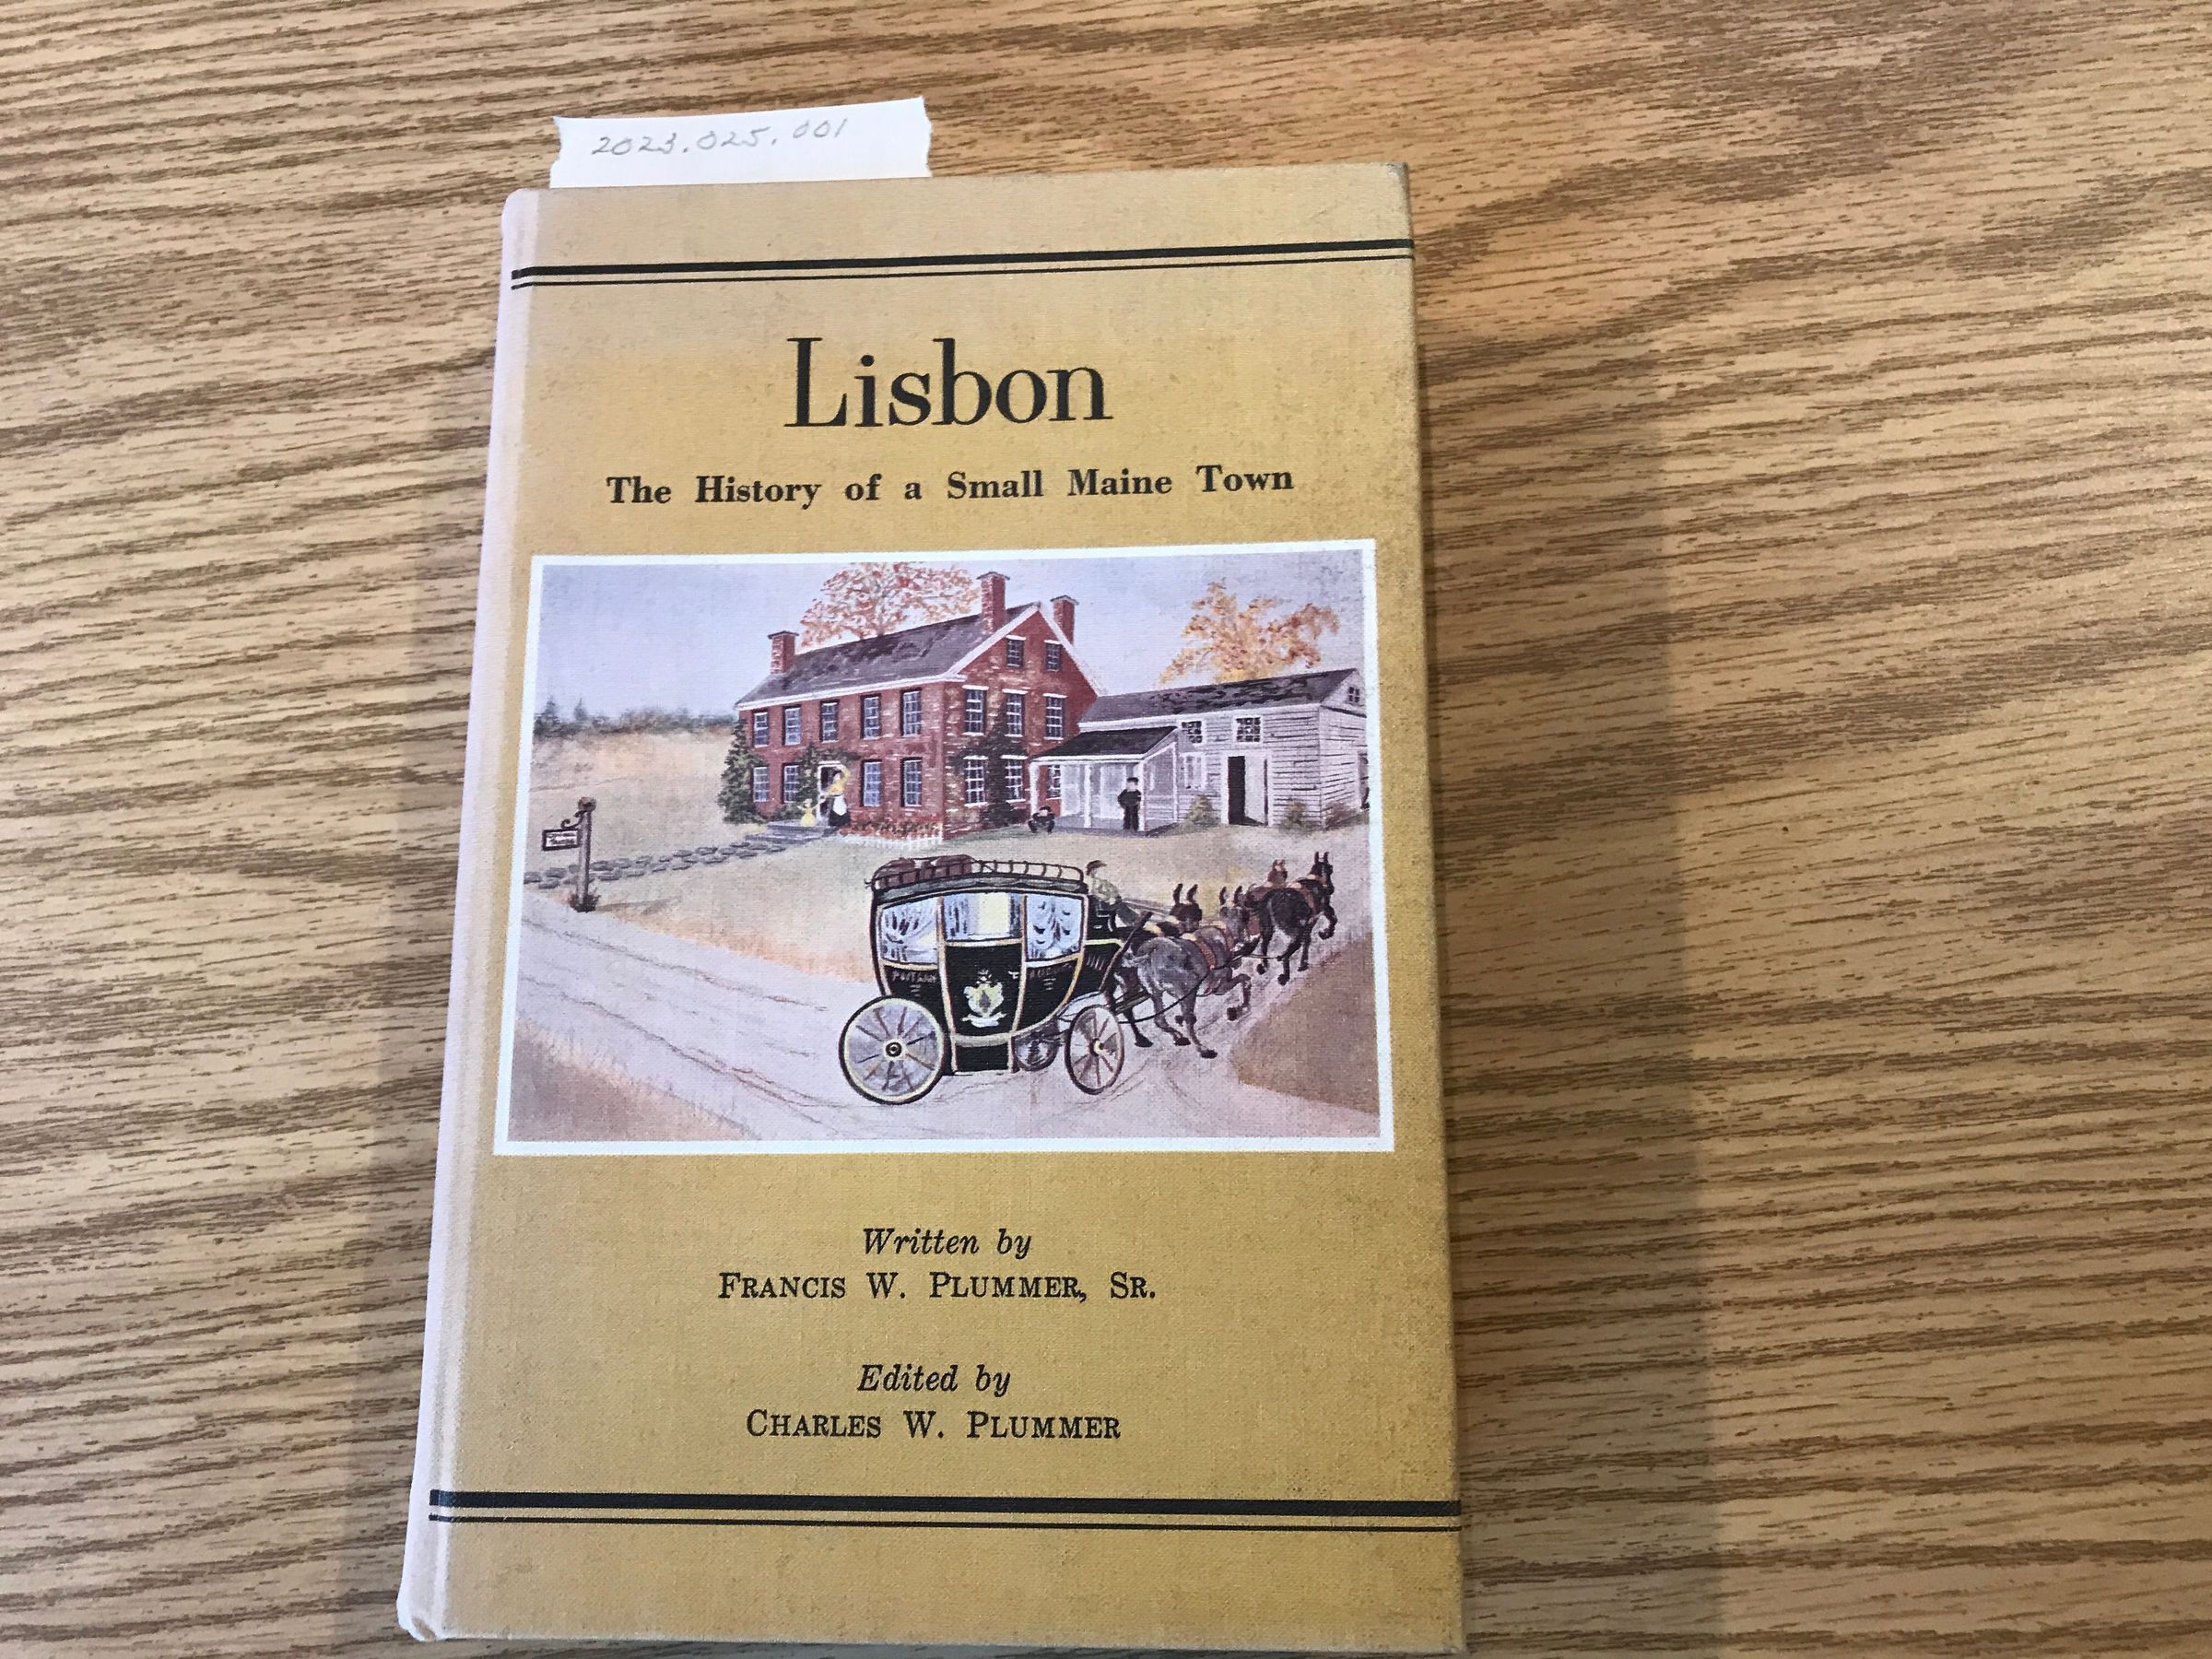 2023.025.001
Lisbon
The History of a Small Maine Town
Written by
FRANCIS W. PLUMMER, SR.
Edited by
CHARLES W. PLUMMER